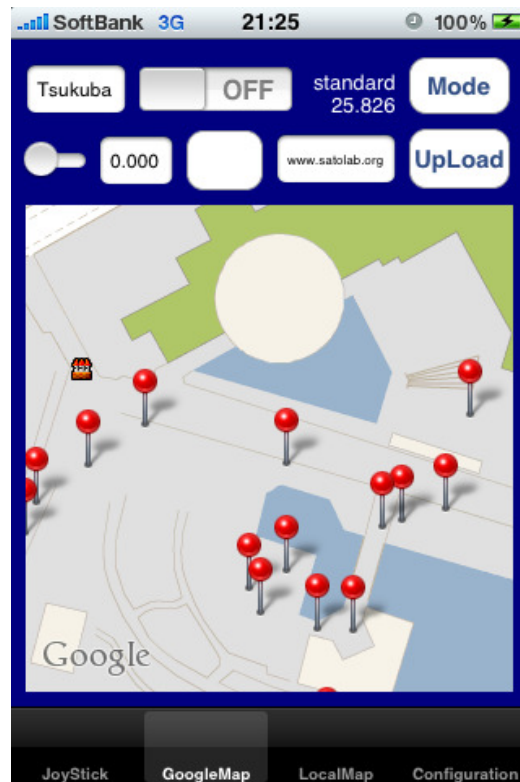 SoftBank 3G 21:25 100%
Tsukuba OFF standard 25.826 Mode
0.000 www.satolab.org UpLoad
Google
JoyStick GoogleMap LocalMap Configuration